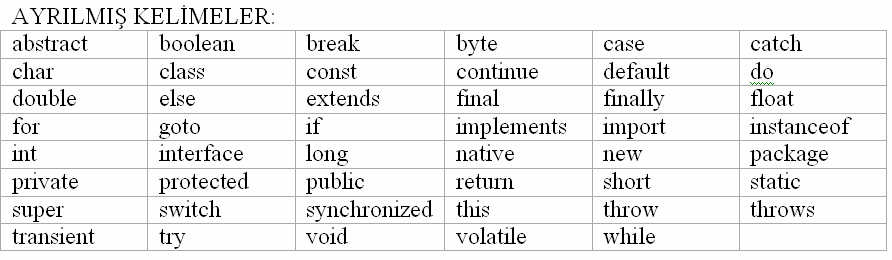 AYRILMIŞ KELİMELER:
abstract boolean break byte case catch
char class const continue default do
double else extends final finally float
for goto if implements import instanceof
int interface long native new package
private protected public return short static
super switch synchronized this throw throws
transient try void volatile while